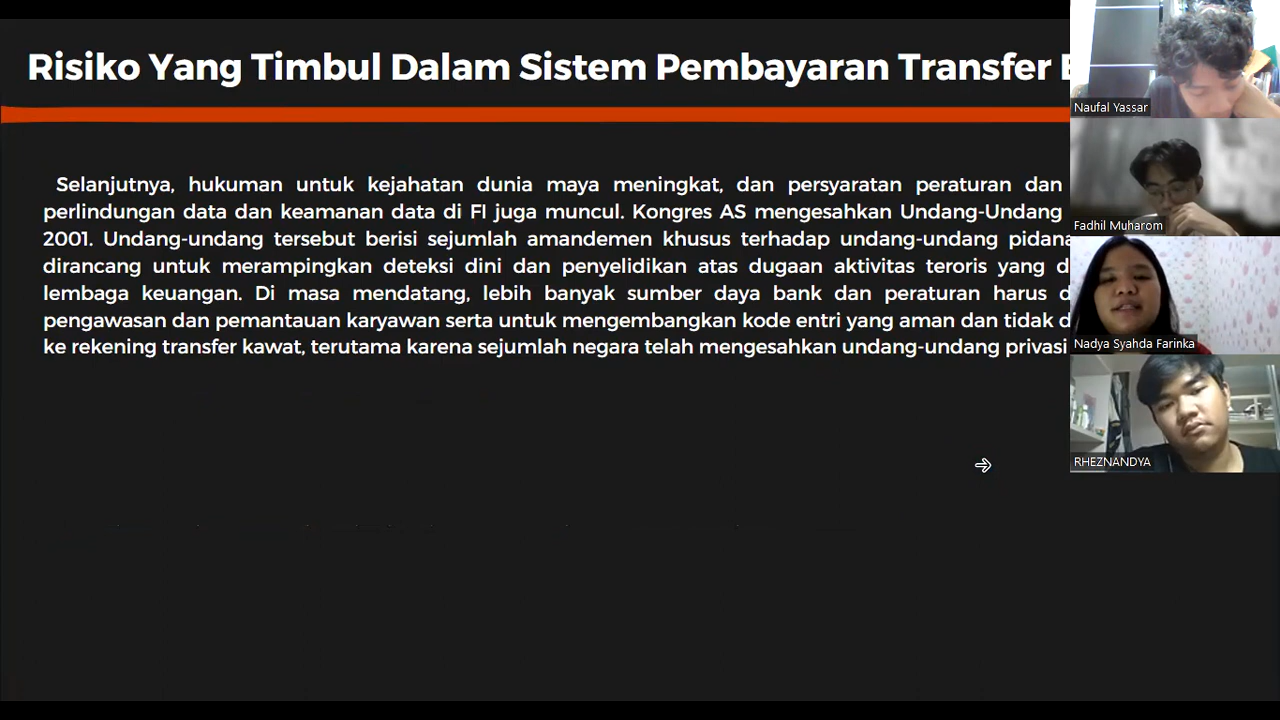 Risiko Yang Timbul Dalam Sistem Pembayaran Transfer
Selanjutnya, hukuman untuk kejahatan dunia maya meningkat, dan persyaratan peraturan dan
perlindungan data dan keamanan data di FI juga muncul. Kongres AS mengesahkan Undang-Undang
2001. Undang-undang tersebut berisi sejumlah amandemen khusus terhadap undang-undang pidana
dirancang untuk merampingkan deteksi dini dan penyelidikan atas dugaan aktivitas teroris yang
lembaga keuangan. Di masa mendatang, lebih banyak sumber daya bank dan peraturan harus
pengawasan dan pemantauan karyawan serta untuk mengembangkan kode entri yang aman dan tidak
ke rekening transfer kawat, terutama karena sejumlah negara telah mengesahkan undang-undang privasi
Naufal Yassar
Fadhil Muharom
Nadya Syahda Farinka
RHEZNANDYA